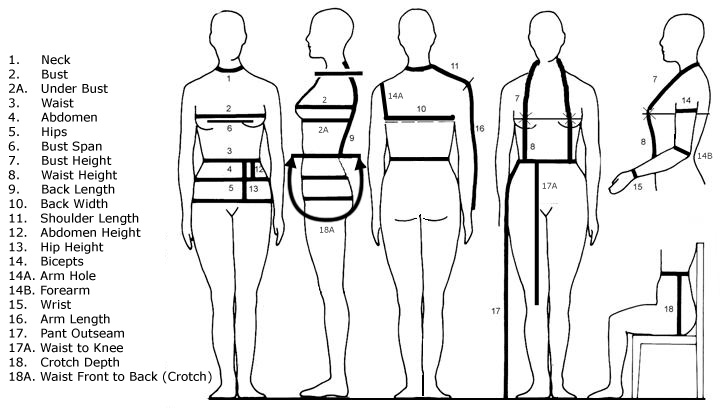 1. Neck
2. Bust
2A. Under Bust
3. Waist
4. Abdomen
5. Hips
6. Bust Span
7. Bust Height
8. Waist Height
9. Back Length
10. Back Width
11. Shoulder Length
12. Abdomen Height
13. Hip Height
14. Biceps
14A. Arm Hole
14B. Forearm
15. Wrist
16. Arm Length
17. Pant Outseam
17A. Waist to Knee
18. Crotch Depth
18A. Waist Front to Back (Crotch)
1
2
6
3
4
12
5
13
2
2A
9
18A
11
14A
10
16
7
8
17A
17
7
14
8
14B
15
18